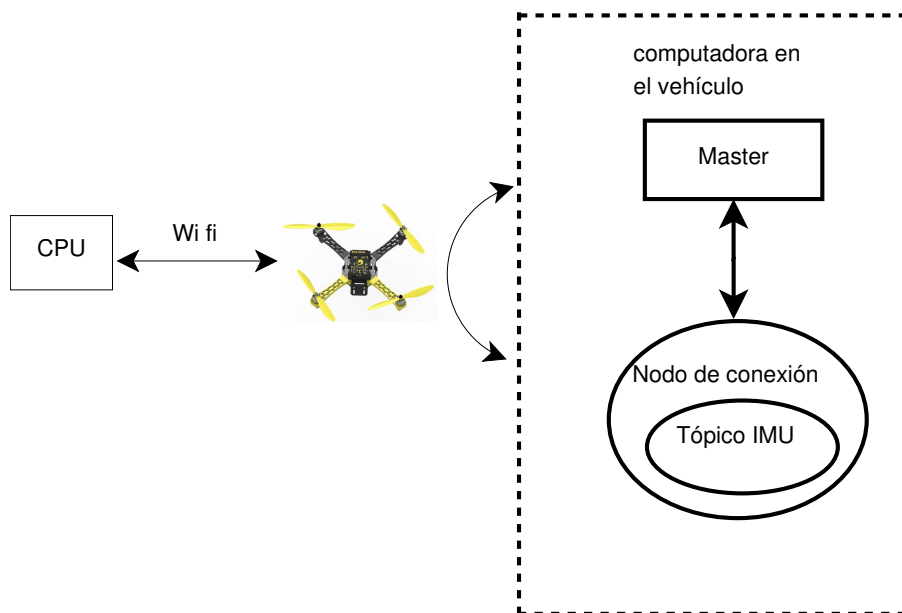 computadora en
el vehículo
Master
CPU
Wi fi
Nodo de conexión
Tópico IMU